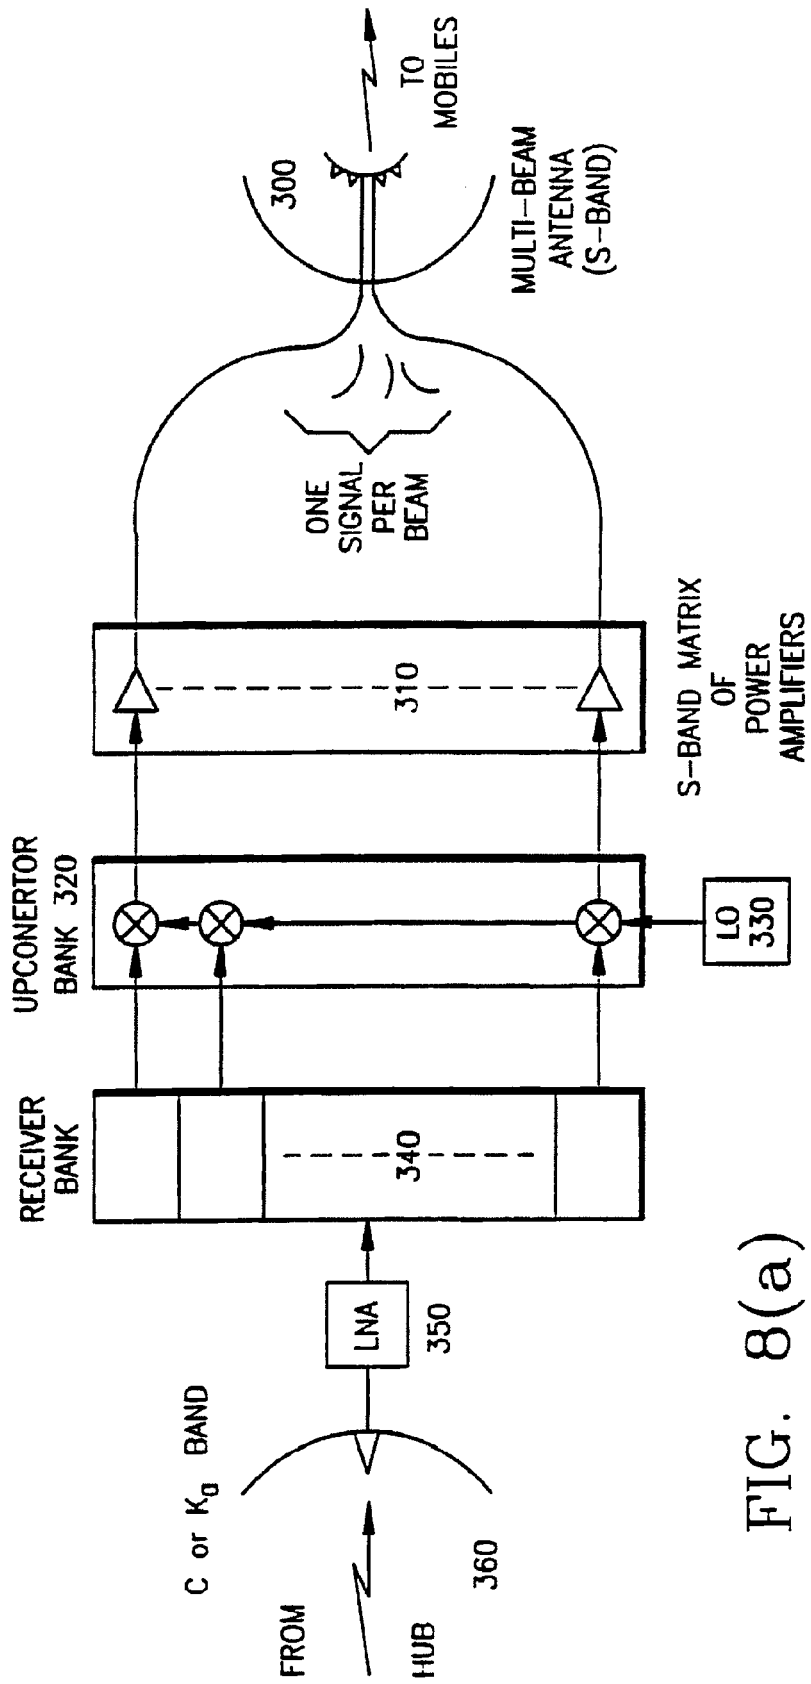 FROM
HUB
C or Ka BAND
360
LNA
350
RECEIVER
BANK
340
UPCONERTOR
BANK 320
LO
330
310
S-BAND MATRIX
OF
POWER
AMPLIFIERS
ONE
SIGNAL
PER
BEAM
300
MULTI-BEAM
ANTENNA
(S-BAND)
TO
MOBILES
FIG. 8(a)